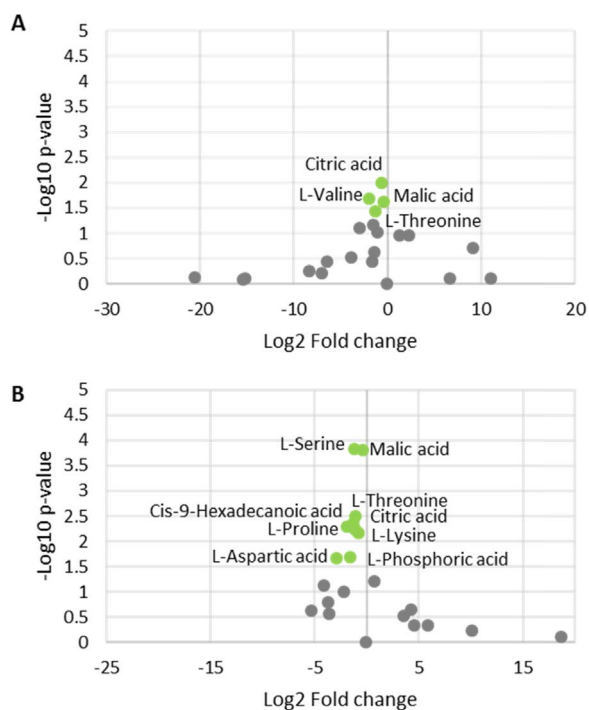 A
5
4.5
4
3.5
3
2.5
2
1.5
1
0.5
0
-Log10 p-value
Citric acid
L-Valine
Malic acid
L-Threonine
-30
-20
-10
0
10
20
Log2 Fold change
B
5
4.5
4
3.5
3
2.5
2
1.5
1
0.5
0
-Log10 p-value
L-Serine
Malic acid
L-Threonine
Cis-9-Hexadecanoic acid
Citric acid
L-Proline
L-Lysine
L-Aspartic acid
L-Phosphoric acid
-25
-15
-5
5
15
Log2 Fold change